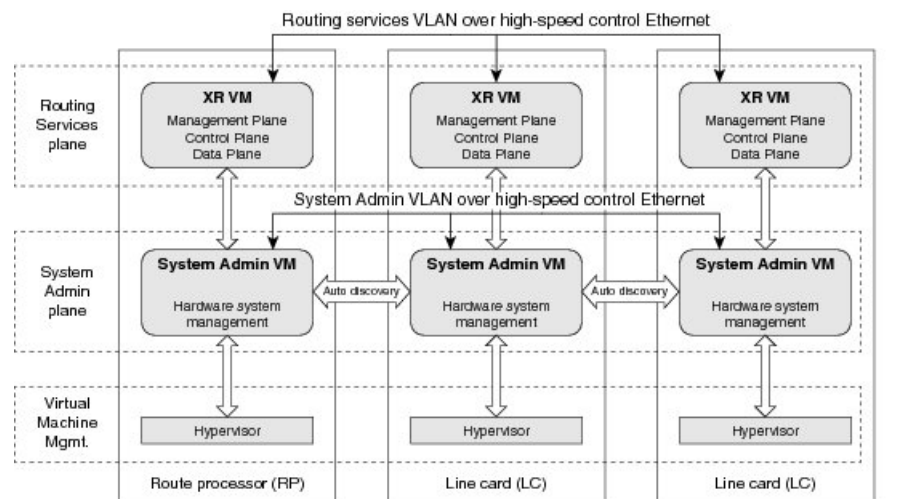 Routing services VLAN over high-speed control Ethernet
Routing
Services
plane
XR VM
Management Plane
Control Plane
Data Plane
XR VM
Management Plane
Control Plane
Data Plane
XR VM
Management Plane
Control Plane
Data Plane
System Admin VLAN over high-speed control Ethernet
System
Admin
plane
System Admin VM
Hardware system
management
Auto discovery
System Admin VM
Hardware system
management
Auto discovery
System Admin VM
Hardware system
management
Virtual
Machine
Mgmt.
Hypervisor
Hypervisor
Hypervisor
Route processor (RP)
Line card (LC)
Line card (LC)